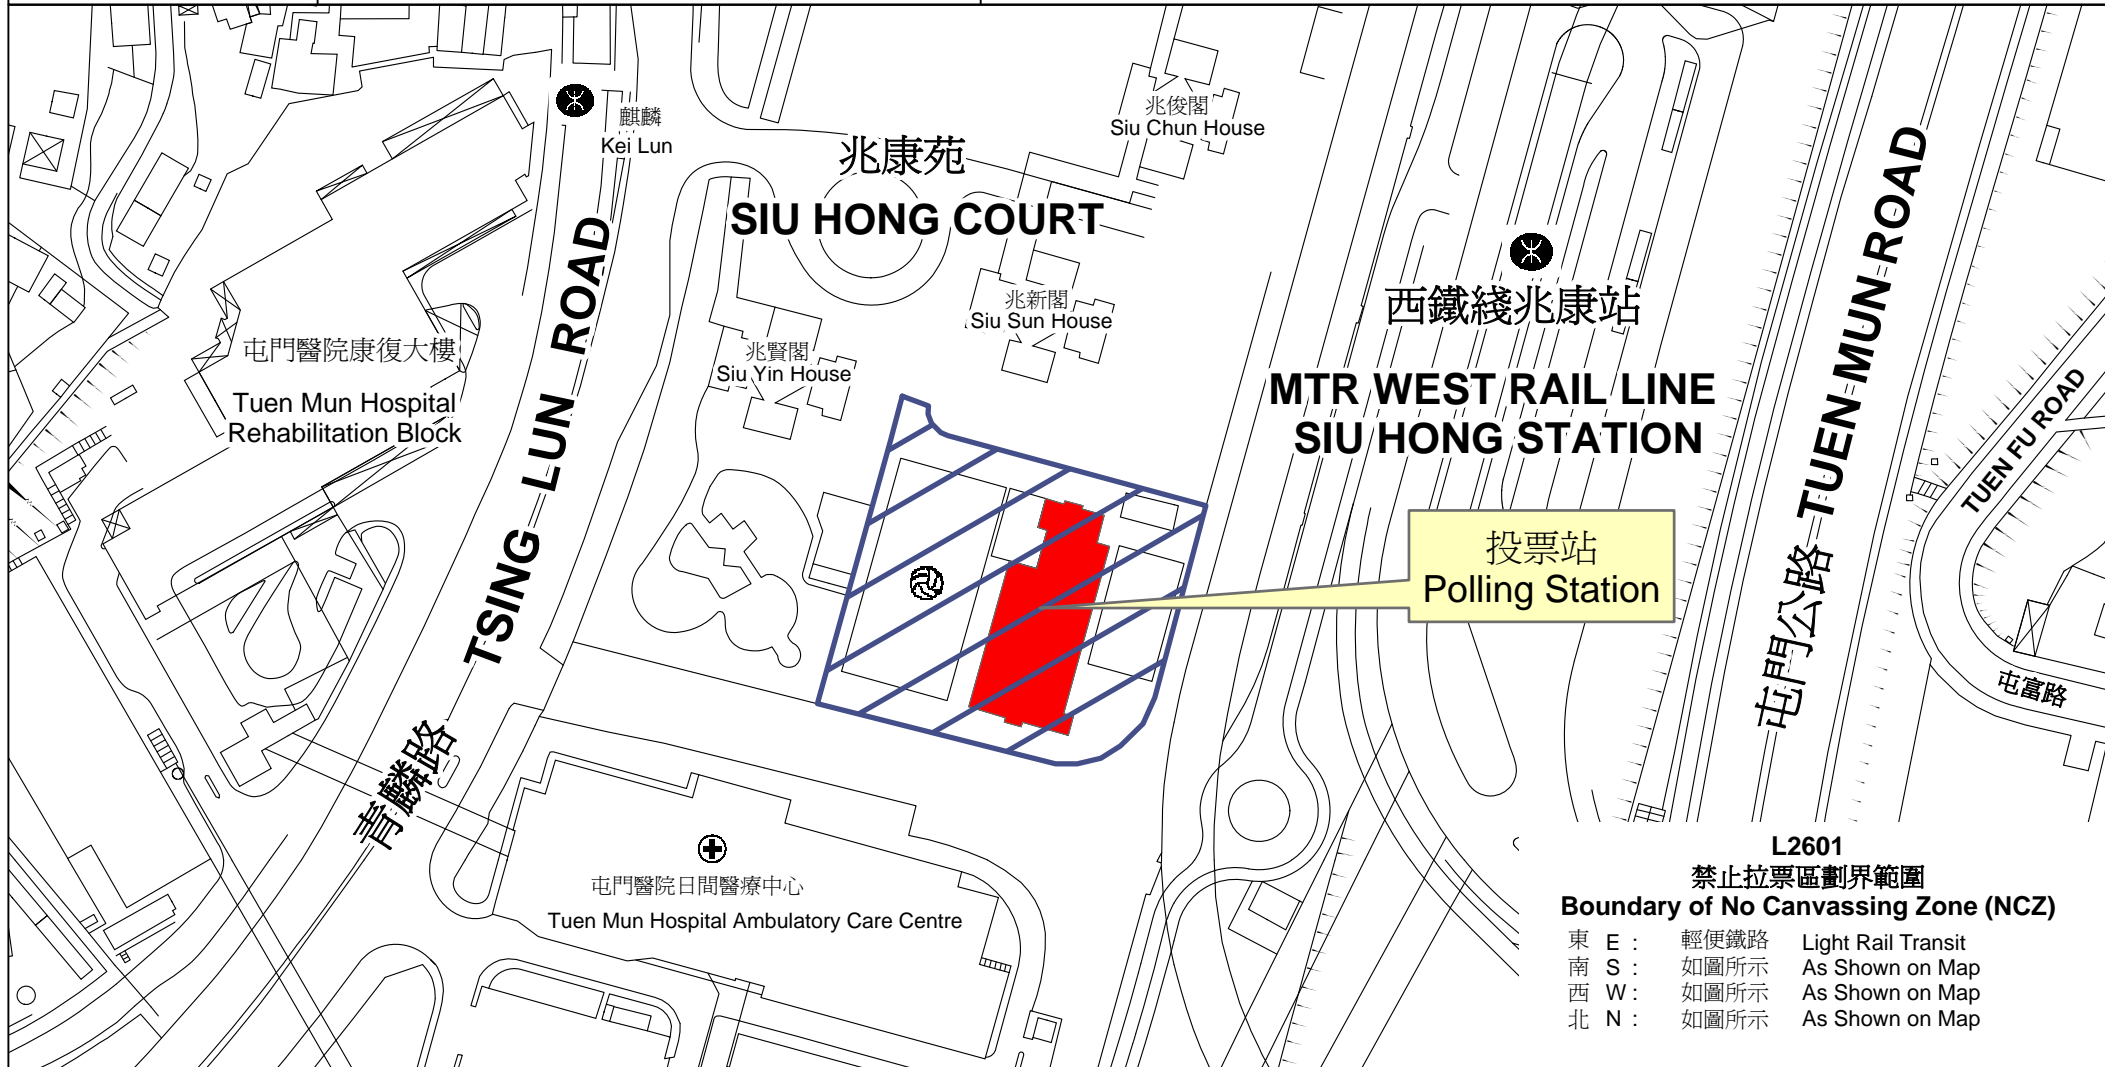 麒麟
Kei Lun
兆康苑
SIU HONG COURT
兆俊閣
Siu Chun House
兆新閣
Siu Sun House
兆賢閣
Siu Yin House
西鐵綫兆康站
MTR WEST RAIL LINE
SIU HONG STATION
屯門醫院康復大樓
Tuen Mun Hospital
Rehabilitation Block
青麟路 TSING LUN ROAD
屯門公路 TUEN MUN ROAD
TUEN FU ROAD
屯富路
投票站
Polling Station
屯門醫院日間醫療中心
Tuen Mun Hospital Ambulatory Care Centre
L2601
禁止拉票區劃界範圍
Boundary of No Canvassing Zone (NCZ)
東 E : 輕便鐵路 Light Rail Transit
南 S : 如圖所示 As Shown on Map
西 W : 如圖所示 As Shown on Map
北 N : 如圖所示 As Shown on Map